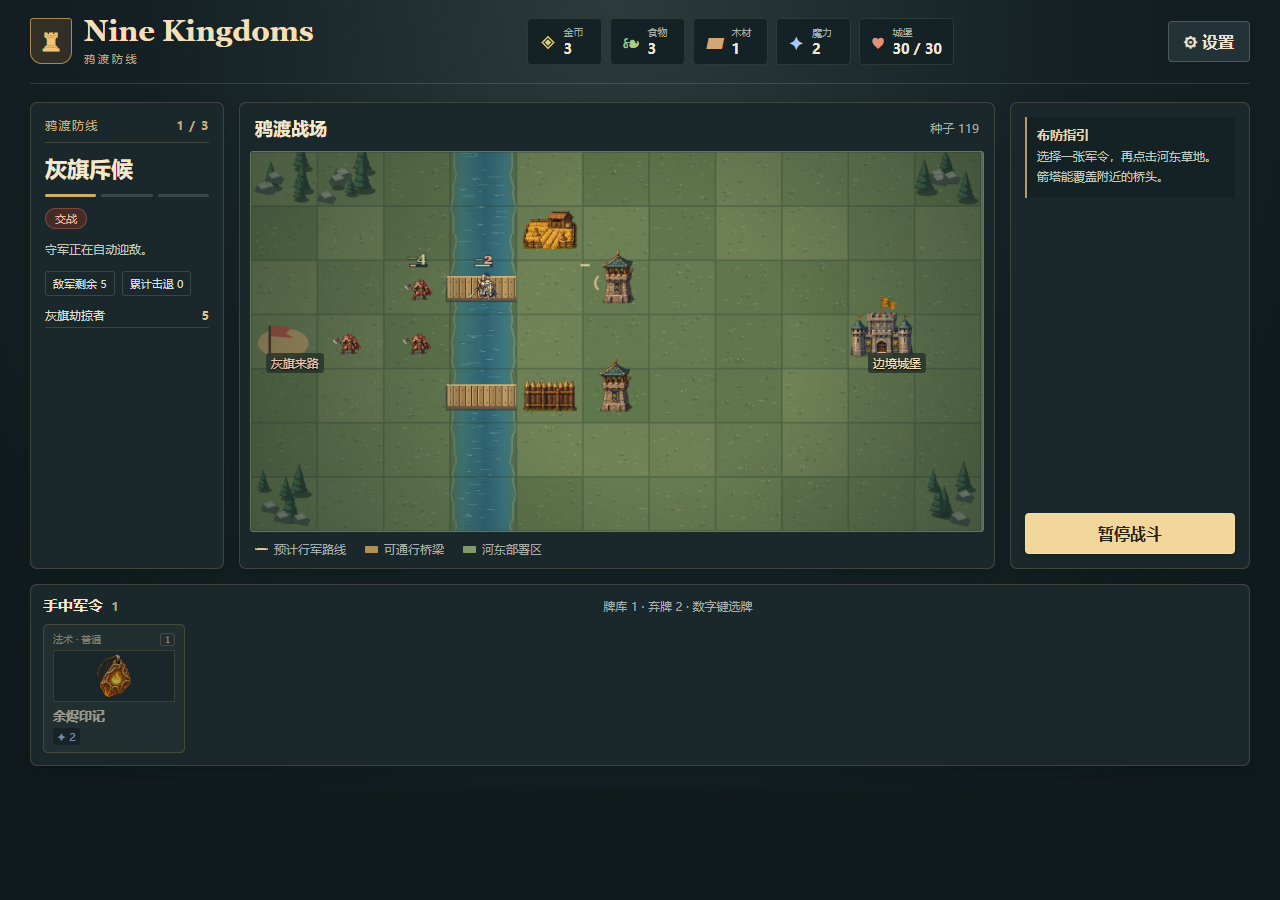 Nine Kingdoms
鸦渡防线
金币
3
食物
3
木材
1
魔力
2
城堡
30 / 30
设置
鸦渡防线 1 / 3
灰旗斥候
交战
守军正在自动迎敌。
敌军剩余 5 累计击退 0
灰旗劫掠者 5
鸦渡战场 种子 119
-4
-2
灰旗来路
边境城堡
预计行军路线 可通行桥梁 河东部署区
布防指引
选择一张军令，再点击河东草地。
箭塔能覆盖附近的桥头。
暂停战斗
手中军令 1
牌库 1 · 弃牌 2 · 数字键选牌
法术 · 普通 1
余烬印记
2